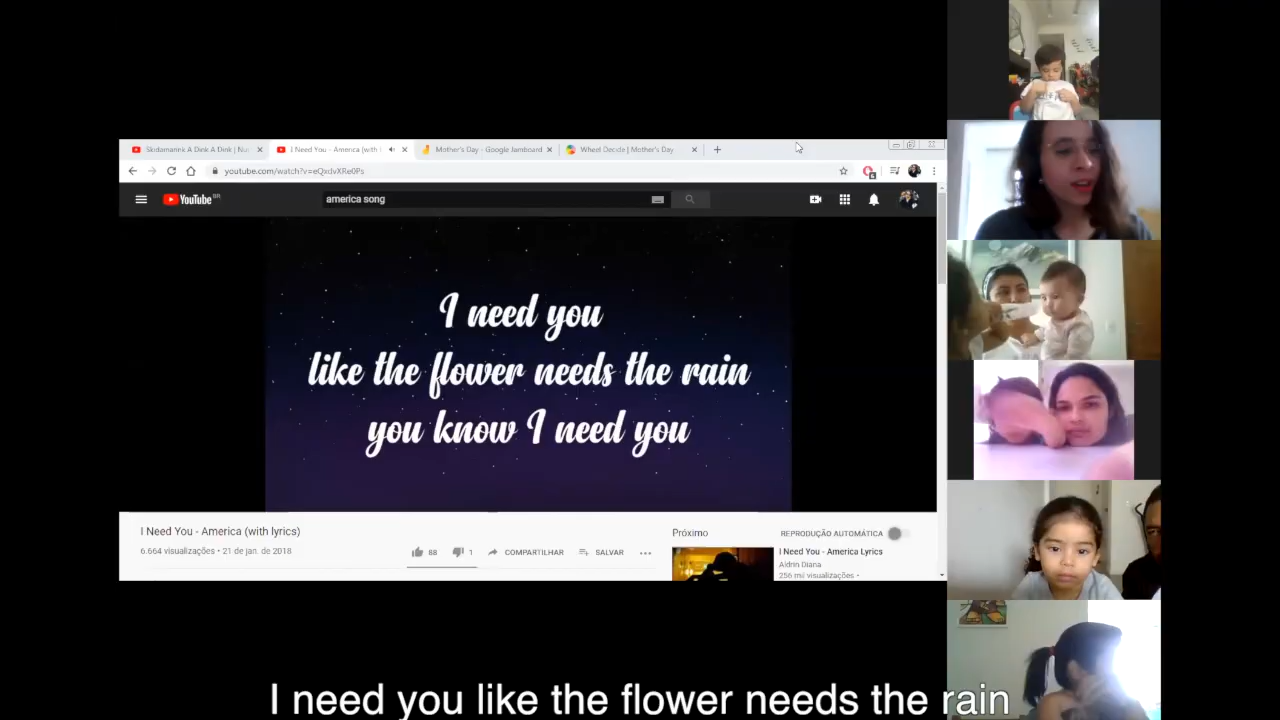 Skidamarink A Dink A Dink | Nu
I Need You - America (with l
Mother's Day - Google Jamboard
Wheel Decide | Mother's Day
youtube.com/watch?v=eQxdvXRe0Ps
YouTube BR
america song
I need you
like the flower needs the rain
you know I need you
I Need You - America (with lyrics)
6.664 visualizações • 21 de jan. de 2018
88
1
COMPARTILHAR
SALVAR
Próximo
REPRODUÇÃO AUTOMÁTICA
I Need You - America Lyrics
Aidrin Diana
256 mil visualizações •
I need you like the flower needs the rain